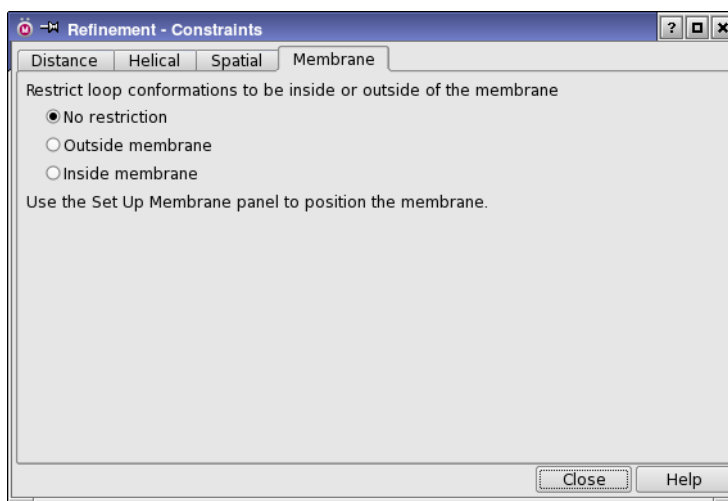 Refinement - Constraints
?
Distance Helical Spatial Membrane
Restrict loop conformations to be inside or outside of the membrane
No restriction
Outside membrane
Inside membrane
Use the Set Up Membrane panel to position the membrane.
Close Help